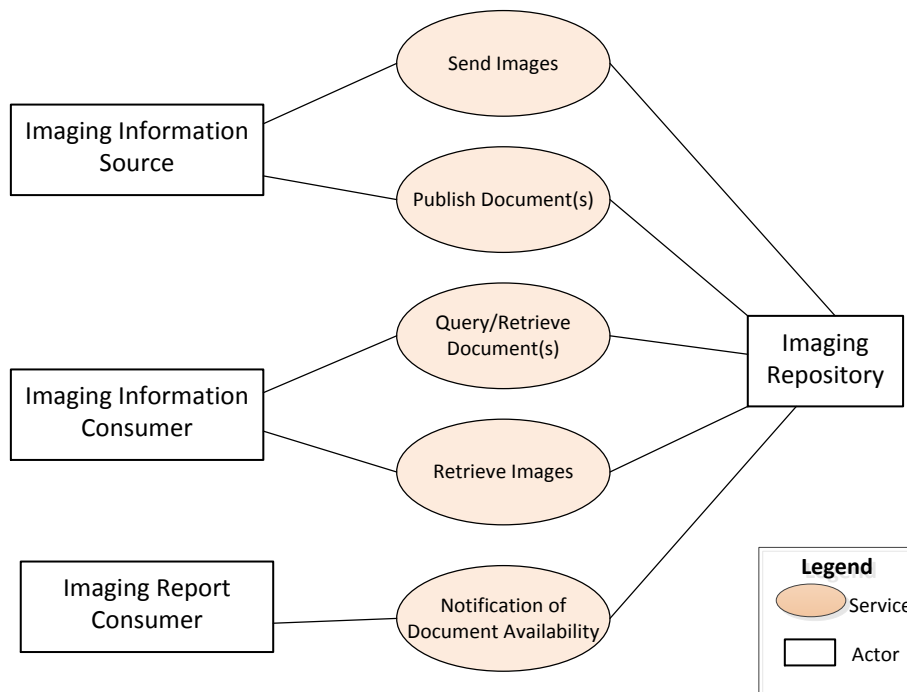 Send Images
Imaging Information
Source
Publish Document(s)
Query/Retrieve
Document(s)
Imaging
Repository
Imaging Information
Consumer
Retrieve Images
Imaging Report
Consumer
Notification of
Document Availability
Legend
Service
Actor